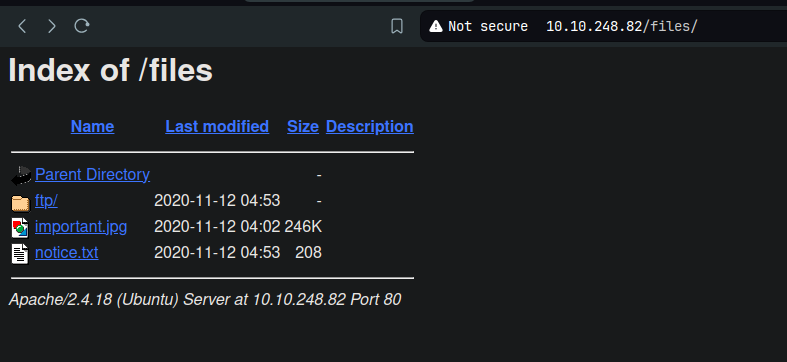 Not secure 10.10.248.82/files/
Index of /files
Name Last modified Size Description
Parent Directory -
ftp/ 2020-11-12 04:53 -
important.jpg 2020-11-12 04:02 246K
notice.txt 2020-11-12 04:53 208
Apache/2.4.18 (Ubuntu) Server at 10.10.248.82 Port 80